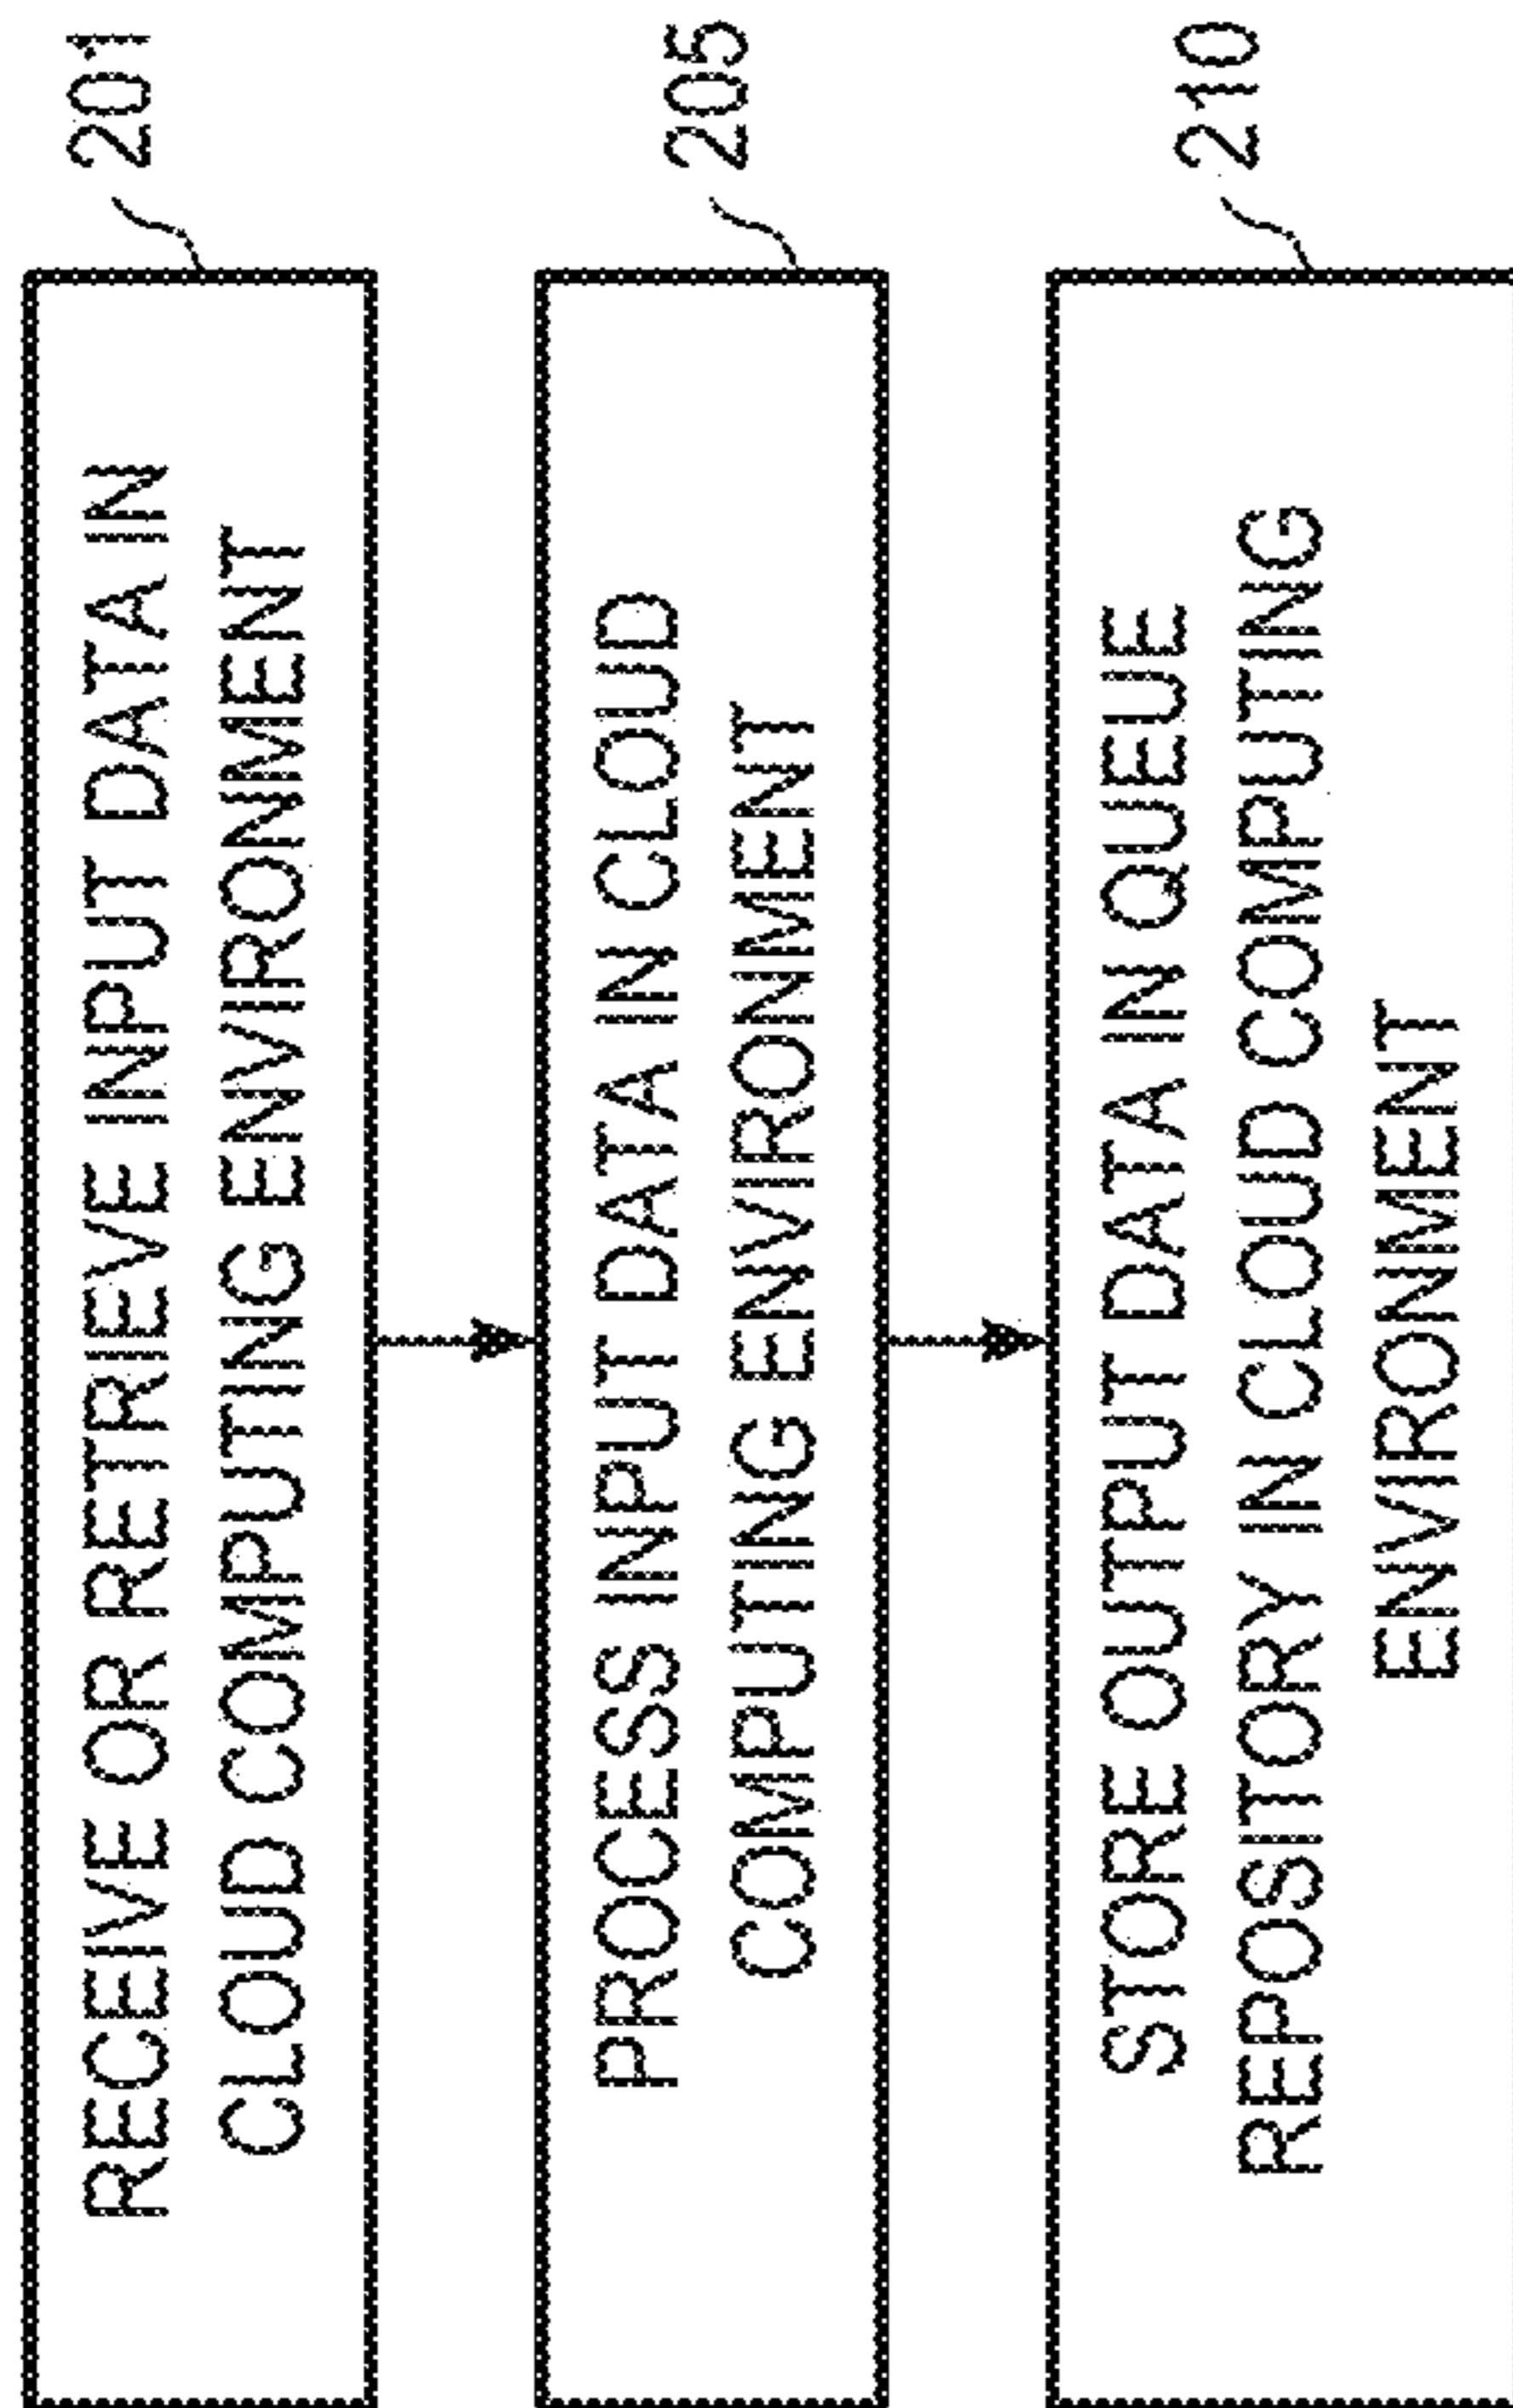 RECEIVE OR RETRIEVE INPUT DATA IN
CLOUD COMPUTING ENVIRONMENT
201
PROCESS INPUT DATA IN CLOUD
COMPUTING ENVIRONMENT
205
STORE OUTPUT DATA IN QUEUE
REPOSITORY IN CLOUD COMPUTING
ENVIRONMENT
210